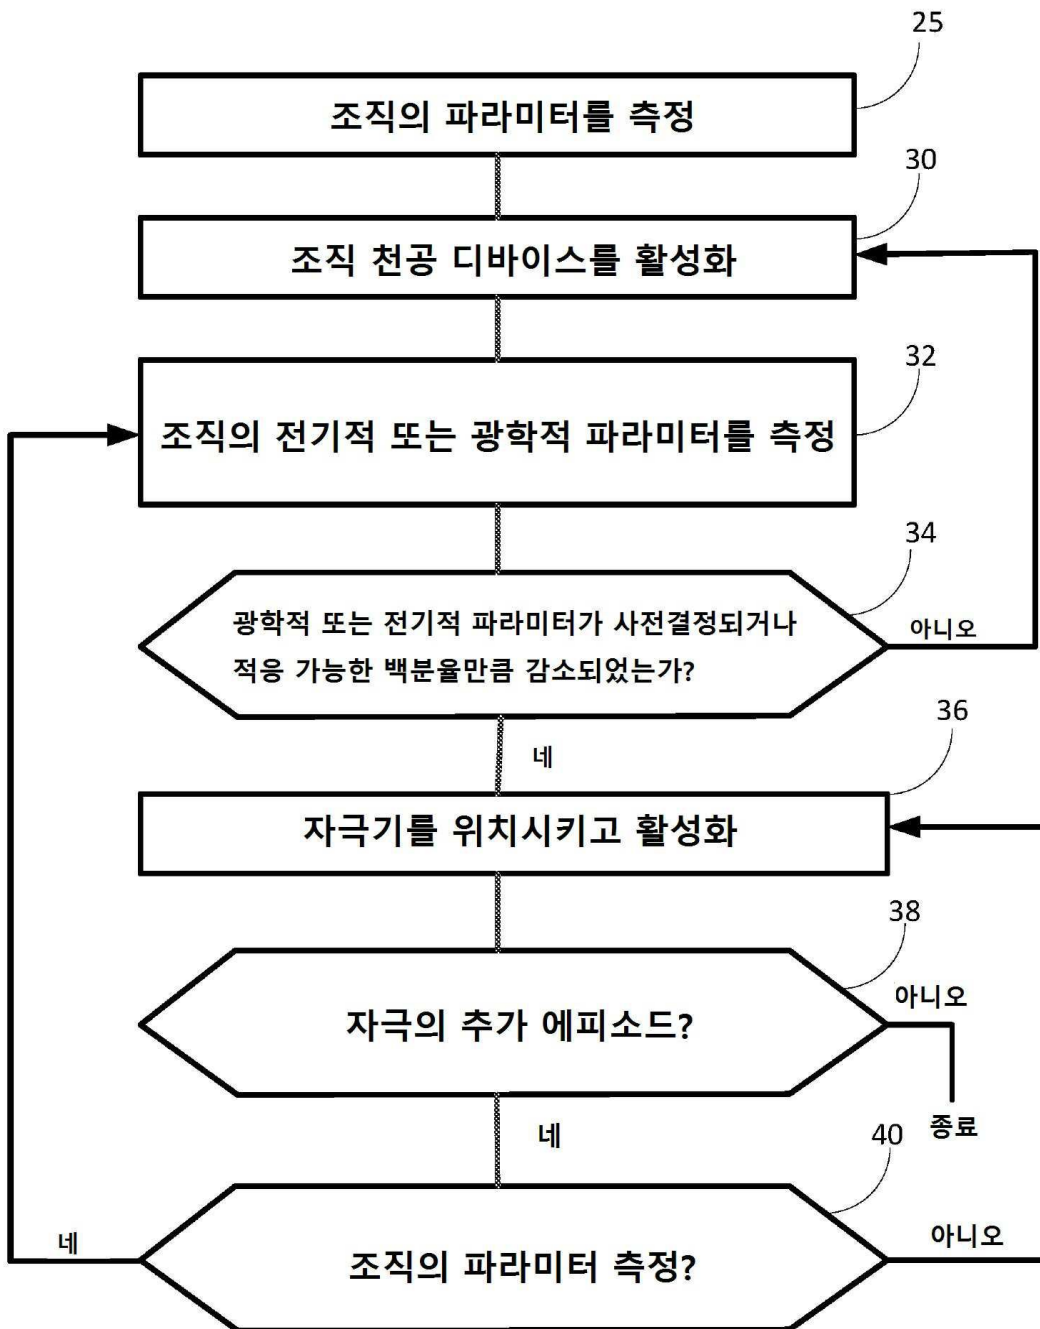 25
조직의 파라미터를 측정
30
조직 천공 디바이스를 활성화
32
조직의 전기적 또는 광학적 파라미터를 측정
34
광학적 또는 전기적 파라미터가 사전결정되거나
적응 가능한 백분율만큼 감소되었는가?
아니오
네
36
자극기를 위치시키고 활성화
38
자극의 추가 에피소드?
아니오
종료
네
40
조직의 파라미터 측정?
네
아니오